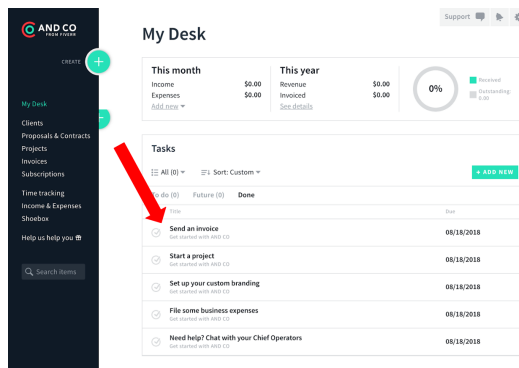 AND CO
FROM FIVERR
CREATE
My Desk
Clients
Proposals & Contracts
Projects
Invoices
Subscriptions
Time tracking
Income & Expenses
Shoebox
Help us help you
Search items
Support
My Desk
This month
Income $0.00
Expenses $0.00
Add new
This year
Revenue $0.00
Invoiced $0.00
See details
0%
Received
Outstanding:
0.00
Tasks
All (0)
Sort: Custom
+ ADD NEW
To do (0) Future (0) Done
Title Due
Send an invoice 08/18/2018
Get started with AND CO
Start a project 08/18/2018
Get started with AND CO
Set up your custom branding 08/18/2018
Get started with AND CO
File some business expenses 08/18/2018
Get started with AND CO
Need help? Chat with your Chief Operators 08/18/2018
Get started with AND CO